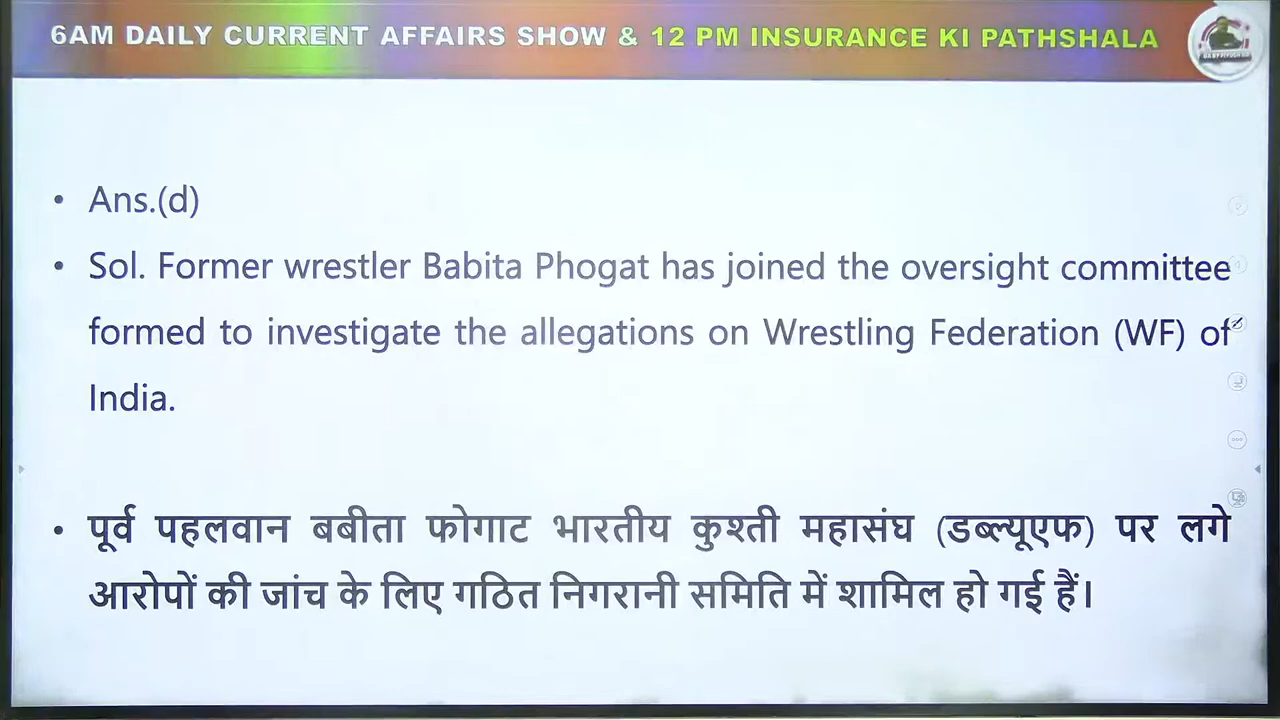 6AM DAILY CURRENT AFFAIRS SHOW & 12 PM INSURANCE KI PATHSHALA
• Ans.(d)
• Sol. Former wrestler Babita Phogat has joined the oversight committee
formed to investigate the allegations on Wrestling Federation (WF) of
India.
• पूर्व पहलवान बबीता फोगाट भारतीय कुश्ती महासंघ (डब्ल्यूएफ) पर लगे
आरोपों की जांच के लिए गठित निगरानी समिति में शामिल हो गई हैं।